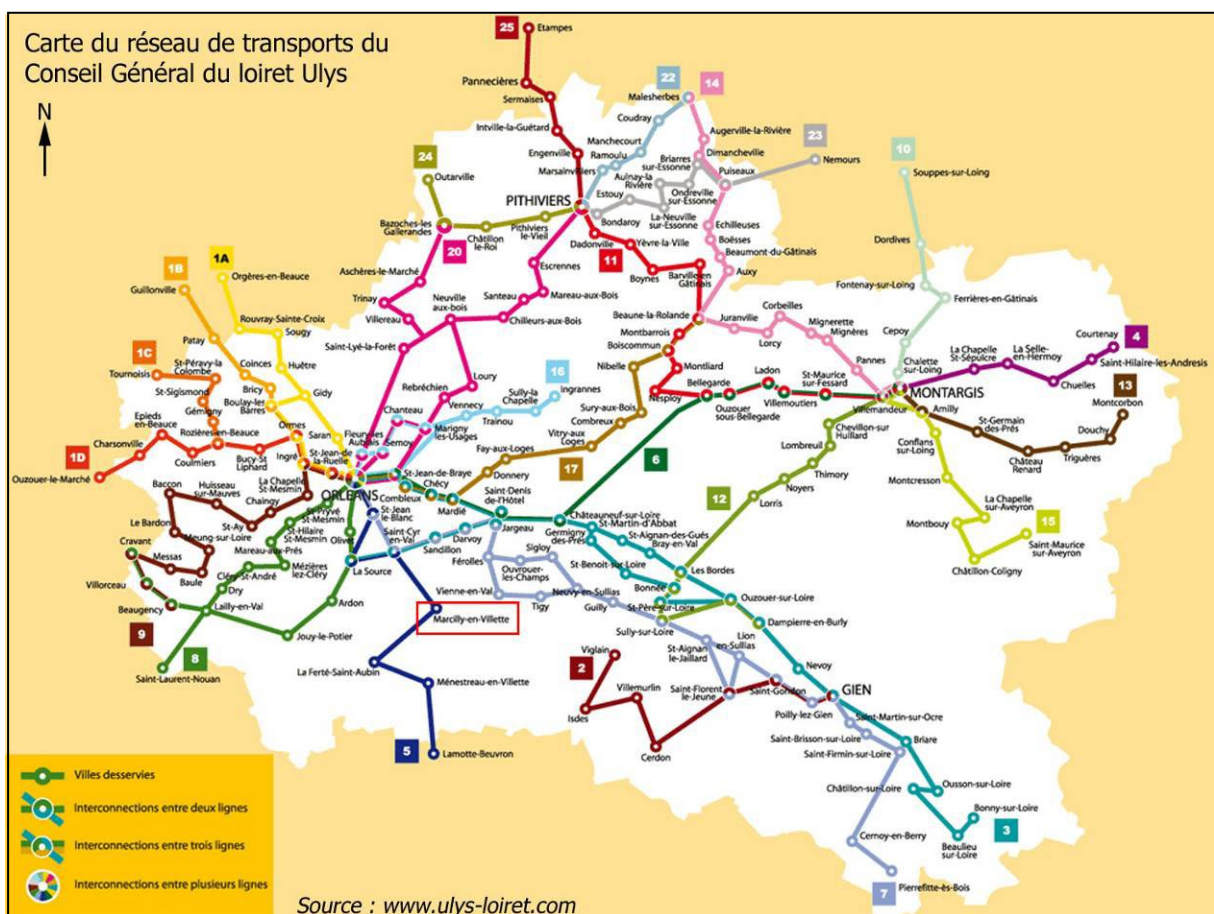 Carte du réseau de transports du
Conseil Général du loiret Ulys
N
25
Etampes
Pannecières
Sermaises
Intville-la-Guétard
Engenville
Marsainvilliers
22
14
Malesherbes
Coudray
Manchecourt
Ramoulu
Augerville-la-Rivière
Dimancheville
Briarres
sur-Essonne
Puiseaux
23
Nemours
Aulnay-la
Rivière
Ondreville
sur-Essonne
Estouy
La-Neuville
sur-Essonne
Bondaroy
10
Souppes-sur-Loing
Dordives
Fontenay-sur-Loing
Ferrières-en-Gâtinais
Cepoy
Chalette
sur-Loing
24
Outarville
PITHIVIERS
Bazoches-les
Gallerandes
Châtillon
le-Roi
Pithiviers
le-Vieil
20
Dadonville
11
Yèvre-la-Ville
Boynes
Barville-en
Gâtinais
Echilleuses
Boësses
Beaumont-du-Gâtinais
Auxy
Aschères-le-Marché
Escrennes
Mareau-aux-Bois
Santeau
Chilleurs-aux-Bois
Trinay
Villereau
Neuville
aux-bois
Saint-Lyé-la-Forêt
Loury
Rebréchien
1A
Orgères-en-Beauce
1B
Guillonville
Rouvray-Sainte-Croix
Sougy
Patay
Huêtre
Coinces
Bricy
Gidy
Boulay-les
Barres
1C
Tournoisis
St-Péravy-la
Colombe
St-Sigismond
Gémigny
Rozières-en-Beauce
Epieds
en-Beauce
Charsonville
Coulmiers
Bucy-St
Liphard
1D
Ouzouer-le-Marché
Ormes
Ingré
Saran
St-Jean-de
la-Ruelle
Fleury-les
Aubrais
Semoy
Chanteau
Marigny
les-Usages
Vennecy
Trainou
Sully-la
Chapelle
16
Ingrannes
Beaune-la-Rolande
Juranville
Lorcy
Corbeilles
Mignerette
Mignères
Pannes
Montbarrois
Boiscommun
Nibelle
Montliard
Nesploy
Bellegarde
Ouzouer
sous-Bellegarde
Ladon
Villemoutiers
St-Maurice
sur-Fessard
Villemandeur
MONTARGIS
La Chapelle
St-Sépulcre
La Selle-
en-Hermoy
Chuelles
Courtenay
4
Saint-Hilaire-les-Andresis
13
Montcorbon
Douchy
Triguères
Château
Renard
St-Germain
des-Prés
Amilly
Conflans
sur-Loing
Montcresson
La Chapelle
sur-Aveyron
Montbouy
Châtillon-Coligny
15
Saint-Maurice
sur-Aveyron
Chevillon-sur
Huillard
Lombreuil
Thimory
Noyers
Lorris
12
Sury-aux-Bois
Combreux
Vitry-aux
Loges
Fay-aux-Loges
Donnery
17
6
ORLEANS
St-Jean-de-Braye
Chécy
Combleux
Mardié
Saint-Denis
de-l'Hôtel
Jargeau
Châteauneuf-sur-Loire
Germigny
des-Prés
St-Martin-d'Abbat
St-Aignan-des-Gués
Bray-en-Val
St-Benoit-sur-Loire
Les Bordes
Bonnée
St-Père-sur-Loire
Ouzouer-sur-Loire
Dampierre-en-Burly
Nevoy
GIEN
Baccon
Huisseau
sur-Mauves
La Chapelle
St-Mesmin
Chaingy
St-Ay
Le Bardon
Meung-sur-Loire
Cravant
Messas
Baule
Villorceau
Beaugency
9
8
Saint-Laurent-Nouan
Lailly-en-Val
Dry
Cléry-St-André
Mézières
lez-Cléry
Mareau-aux-Prés
St-Hilaire
St-Mesmin
St-Pryvé
St-Mesmin
Olivet
La Source
Ardon
Jouy-le-Potier
St-Jean
le-Blanc
Saint-Cyr
en-Val
Sandillon
Darvoy
Marcilly-en-Villette
La Ferté-Saint-Aubin
Ménestreau-en-Villette
5
Lamotte-Beuvron
Férolles
Ouvrouer-
les-Champs
Sigloy
Vienne-en-Val
Tigy
Neuvy-en-Sullias
Guilly
Sully-sur-Loire
St-Aignan
le-Jaillard
Lion
en-Sullias
Saint-Florent
le-Jeune
Saint-Gondon
Poilly-lez-Gien
2
Viglain
Isdes
Villemurlin
Cerdon
Saint-Martin-sur-Ocre
Saint-Brisson-sur-Loire
Saint-Firmin-sur-Loire
Briare
Châtillon-sur-Loire
Ousson-sur-Loire
Bonny-sur-Loire
3
Beaulieu
sur-Loire
Cernoy-en-Berry
7
Pierrefitte-ès-Bois
Villes desservies
Interconnections entre deux lignes
Interconnections entre trois lignes
Interconnections entre plusieurs lignes
Source : www.ulys-loiret.com